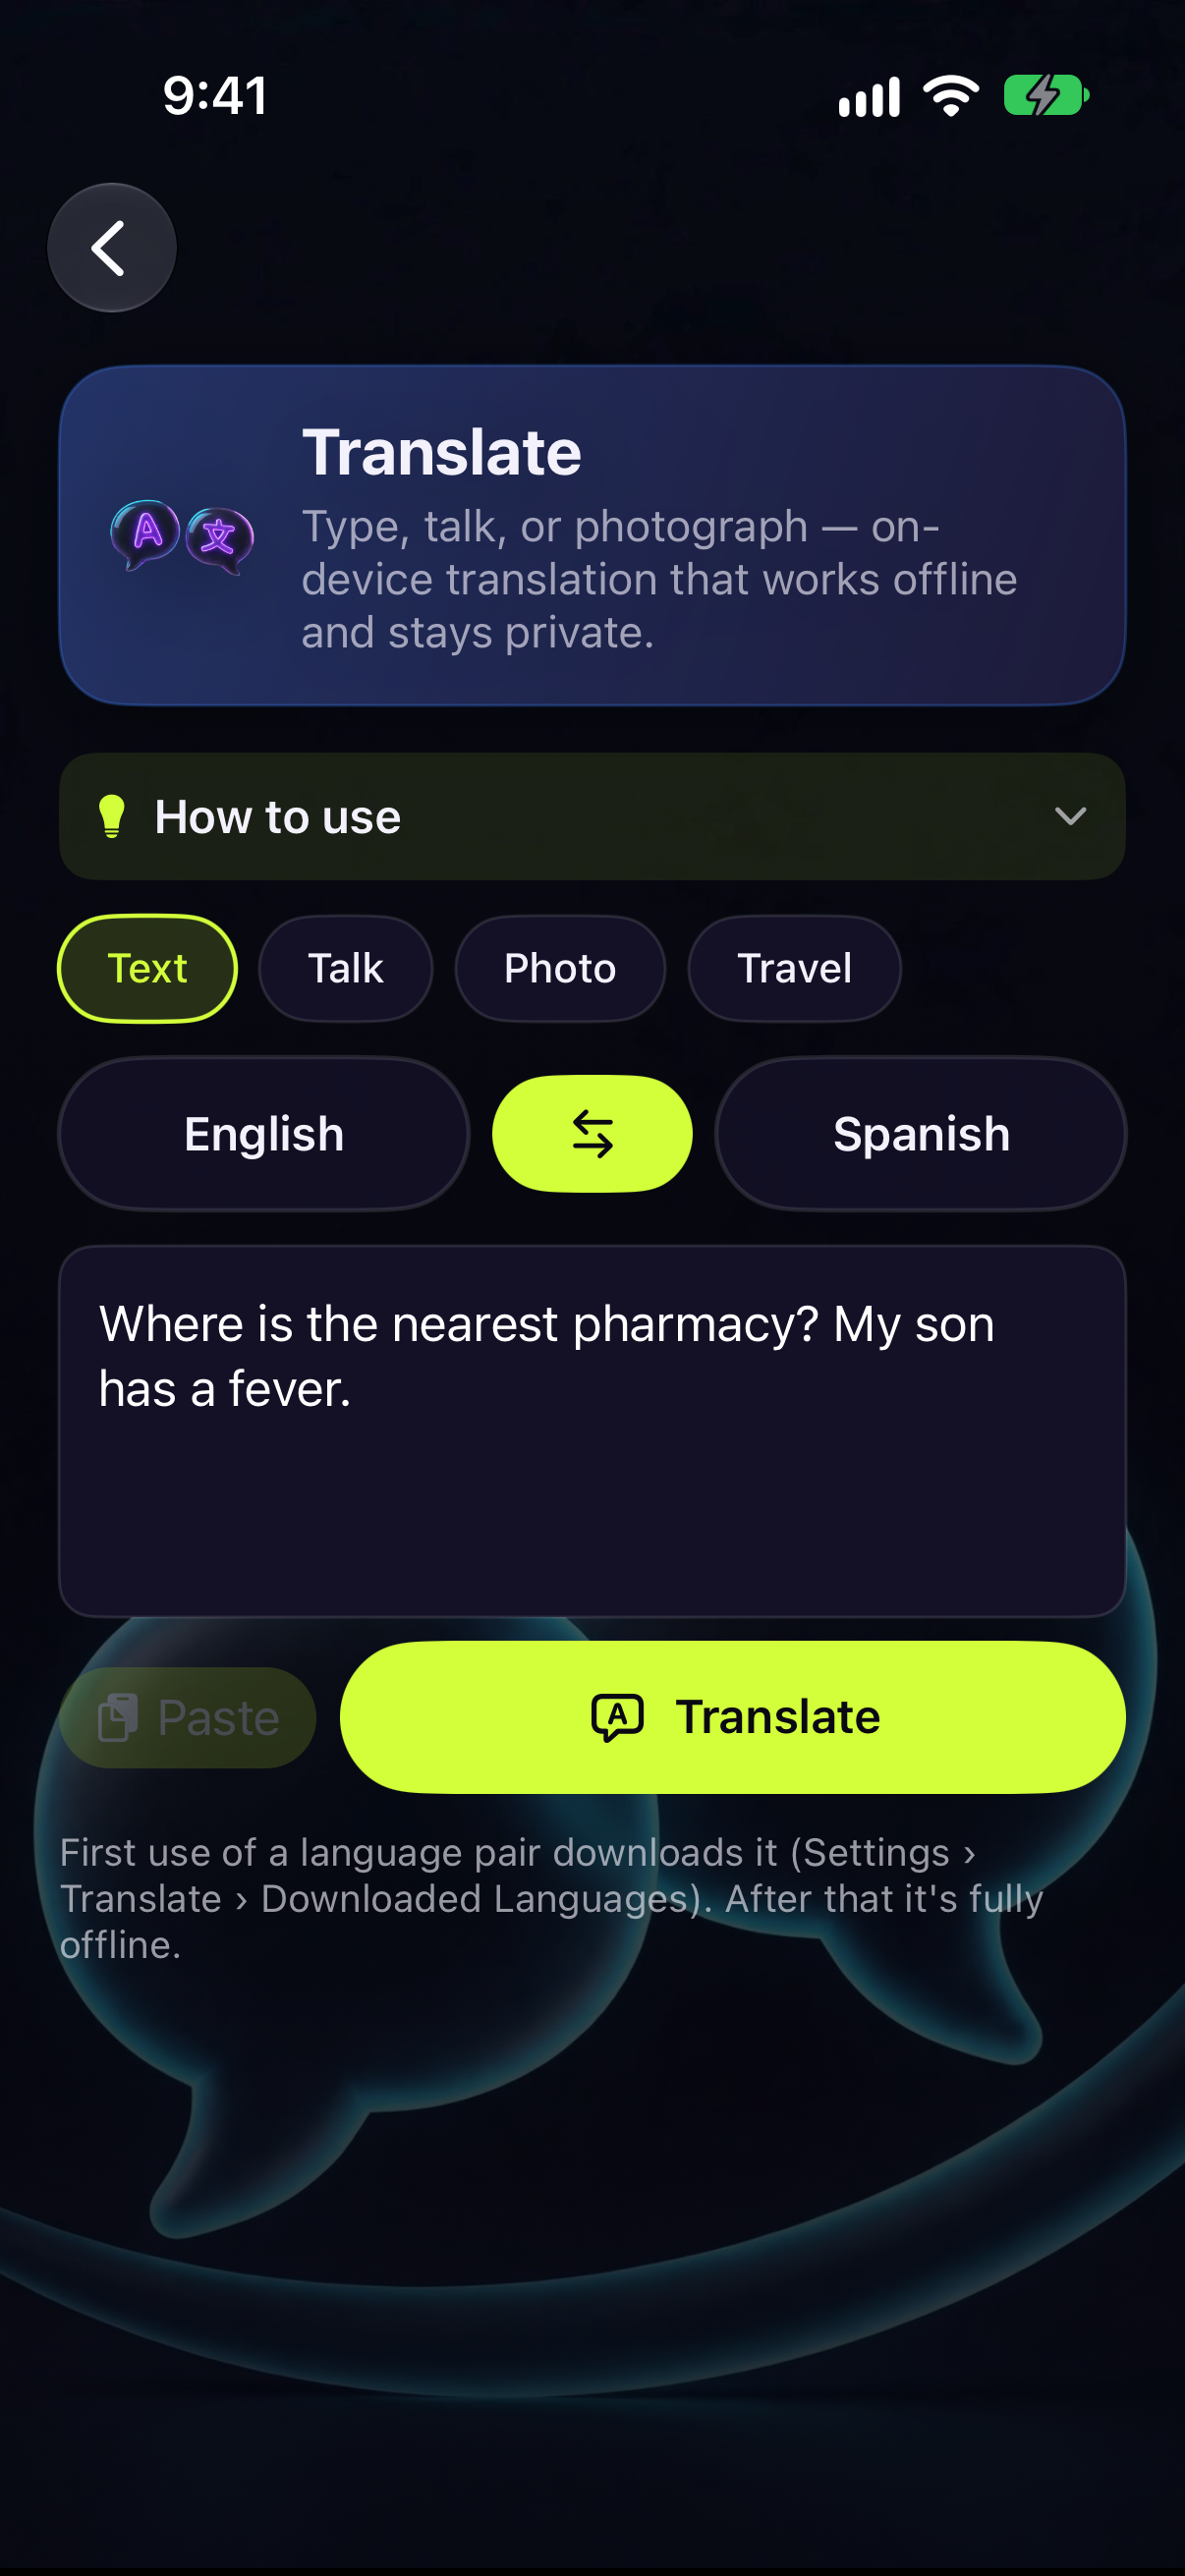 9:41
A 文
Translate
Type, talk, or photograph — on-
device translation that works offline
and stays private.
How to use
Text Talk Photo Travel
English Spanish
Where is the nearest pharmacy? My son
has a fever.
Paste Translate
First use of a language pair downloads it (Settings ›
Translate › Downloaded Languages). After that it's fully
offline.